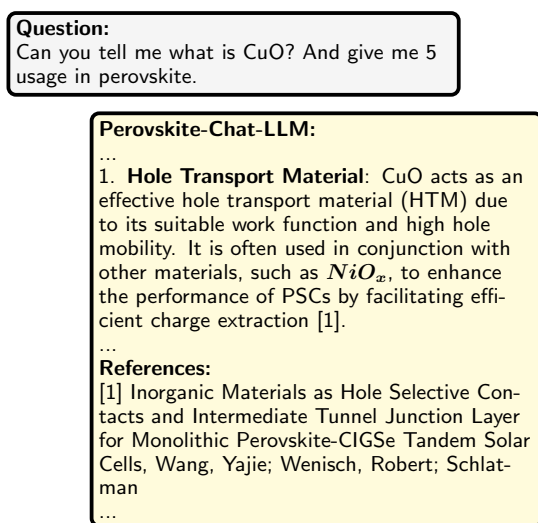 Question:
Can you tell me what is CuO? And give me 5
usage in perovskite.
Perovskite-Chat-LLM:
...
1. Hole Transport Material: CuO acts as an
effective hole transport material (HTM) due
to its suitable work function and high hole
mobility. It is often used in conjunction with
other materials, such as NiOₓ, to enhance
the performance of PSCs by facilitating effi-
cient charge extraction [1].
...
References:
[1] Inorganic Materials as Hole Selective Con-
tacts and Intermediate Tunnel Junction Layer
for Monolithic Perovskite-CIGSe Tandem Solar
Cells, Wang, Yajie; Wenisch, Robert; Schlat-
man
...